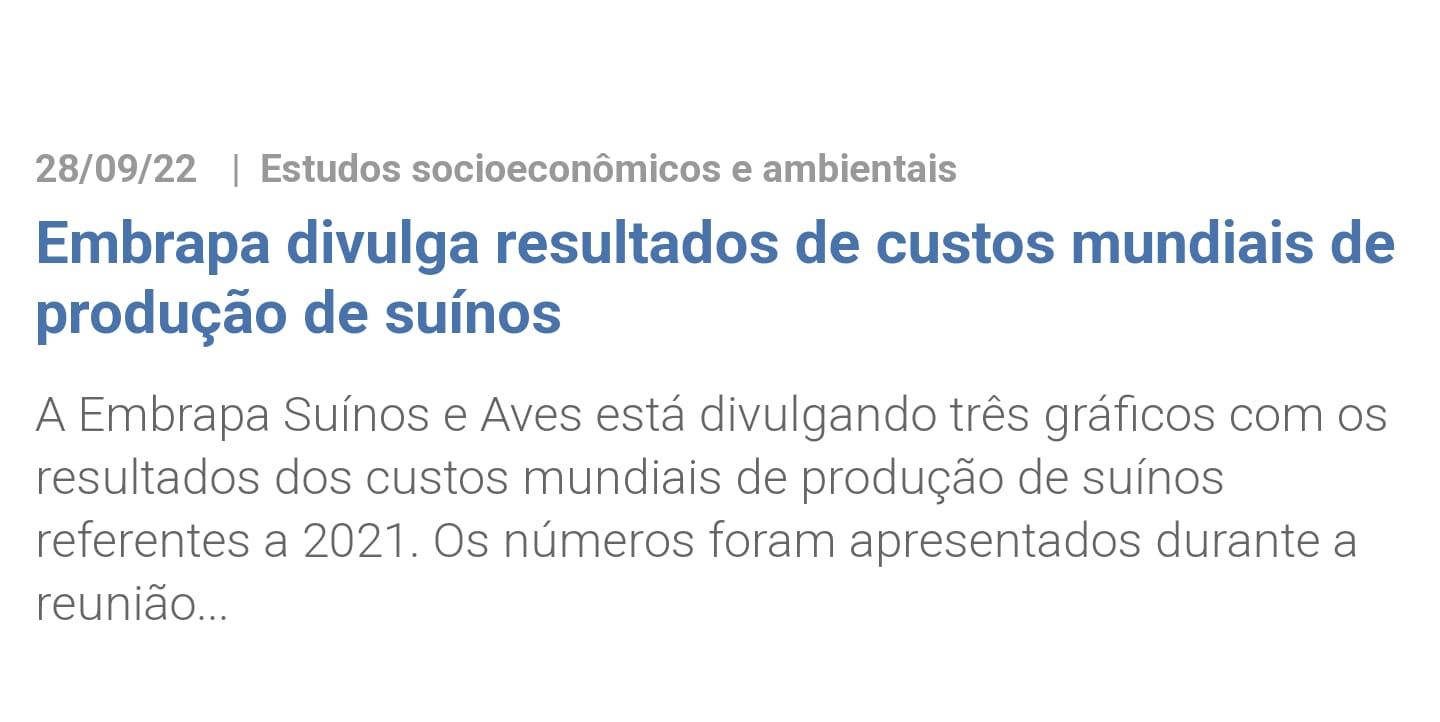 28/09/22 | Estudos socioeconômicos e ambientais
Embrapa divulga resultados de custos mundiais de
produção de suínos
A Embrapa Suínos e Aves está divulgando três gráficos com os
resultados dos custos mundiais de produção de suínos
referentes a 2021. Os números foram apresentados durante a
reunião...